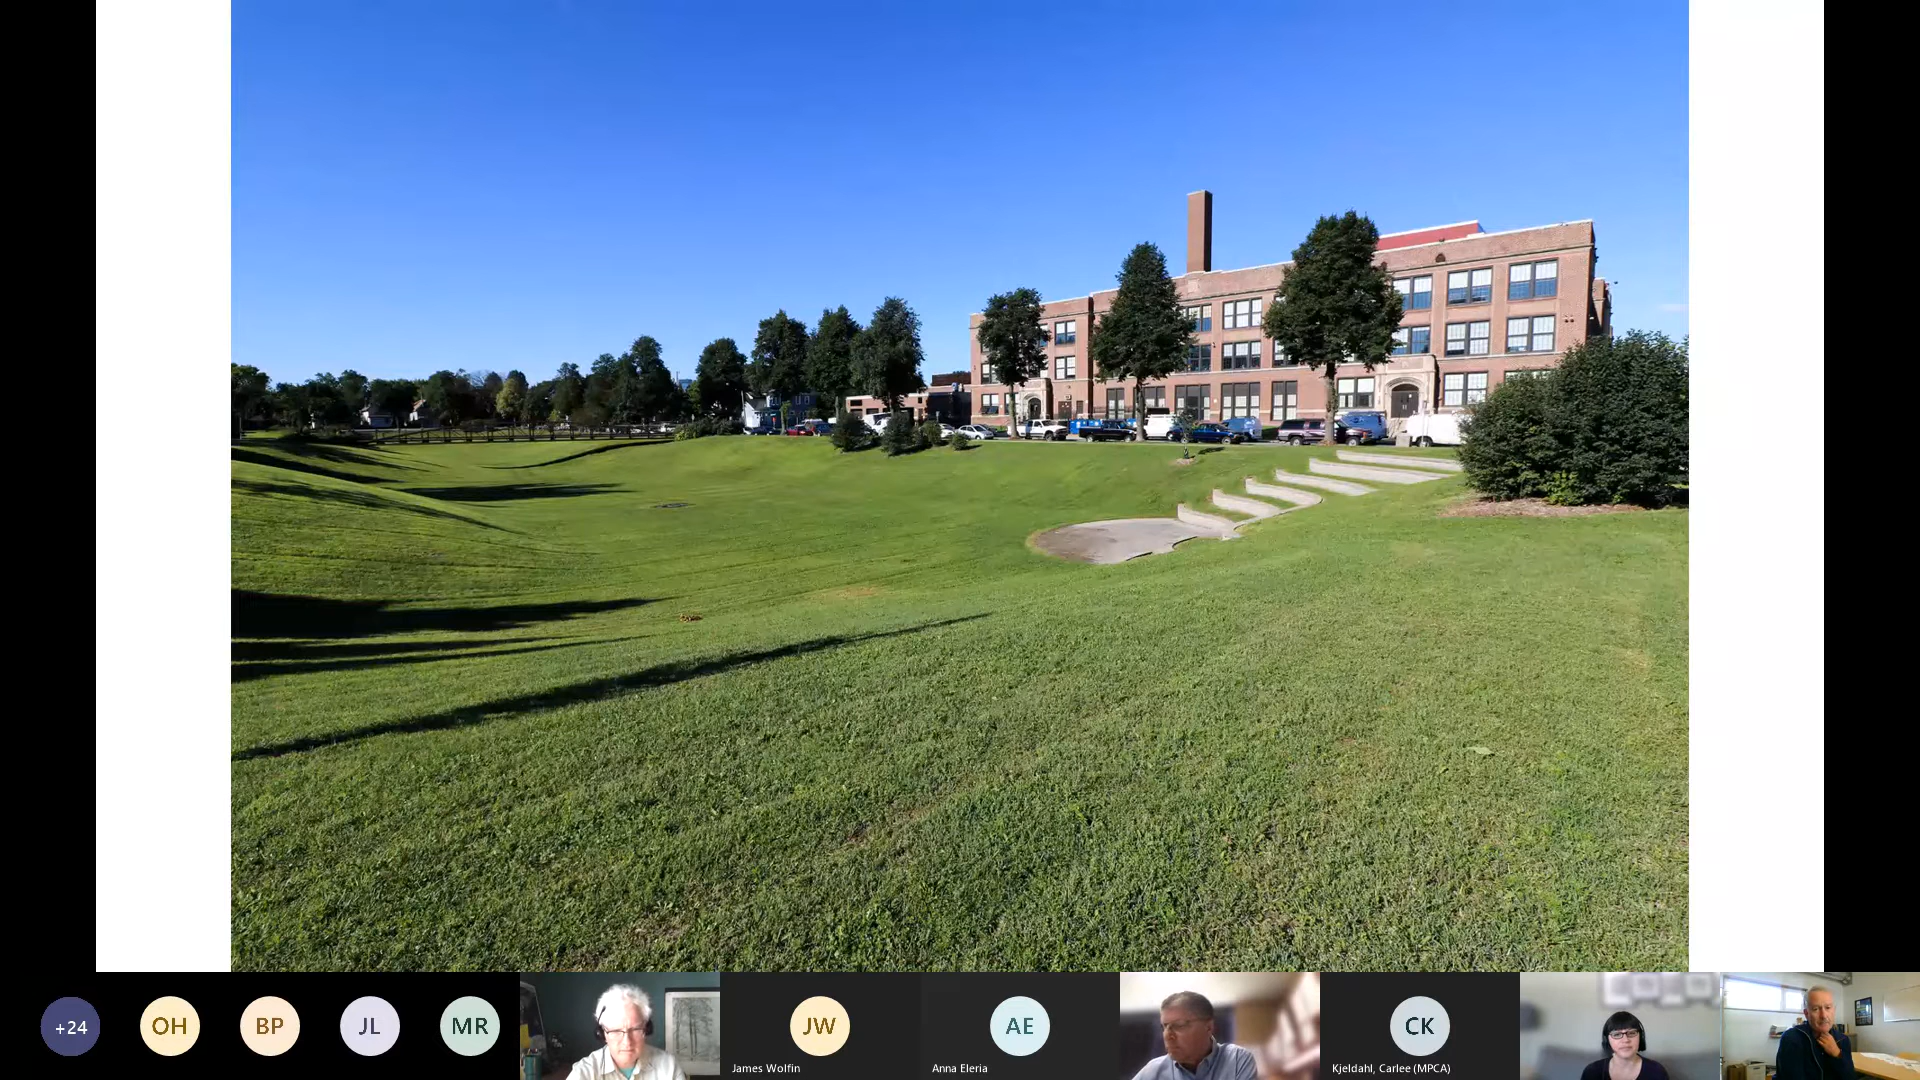 +24
OH
BP
JL
MR
JW
James Wolfin
AE
Anna Eleria
CK
Kjeldahl, Carlee (MPCA)